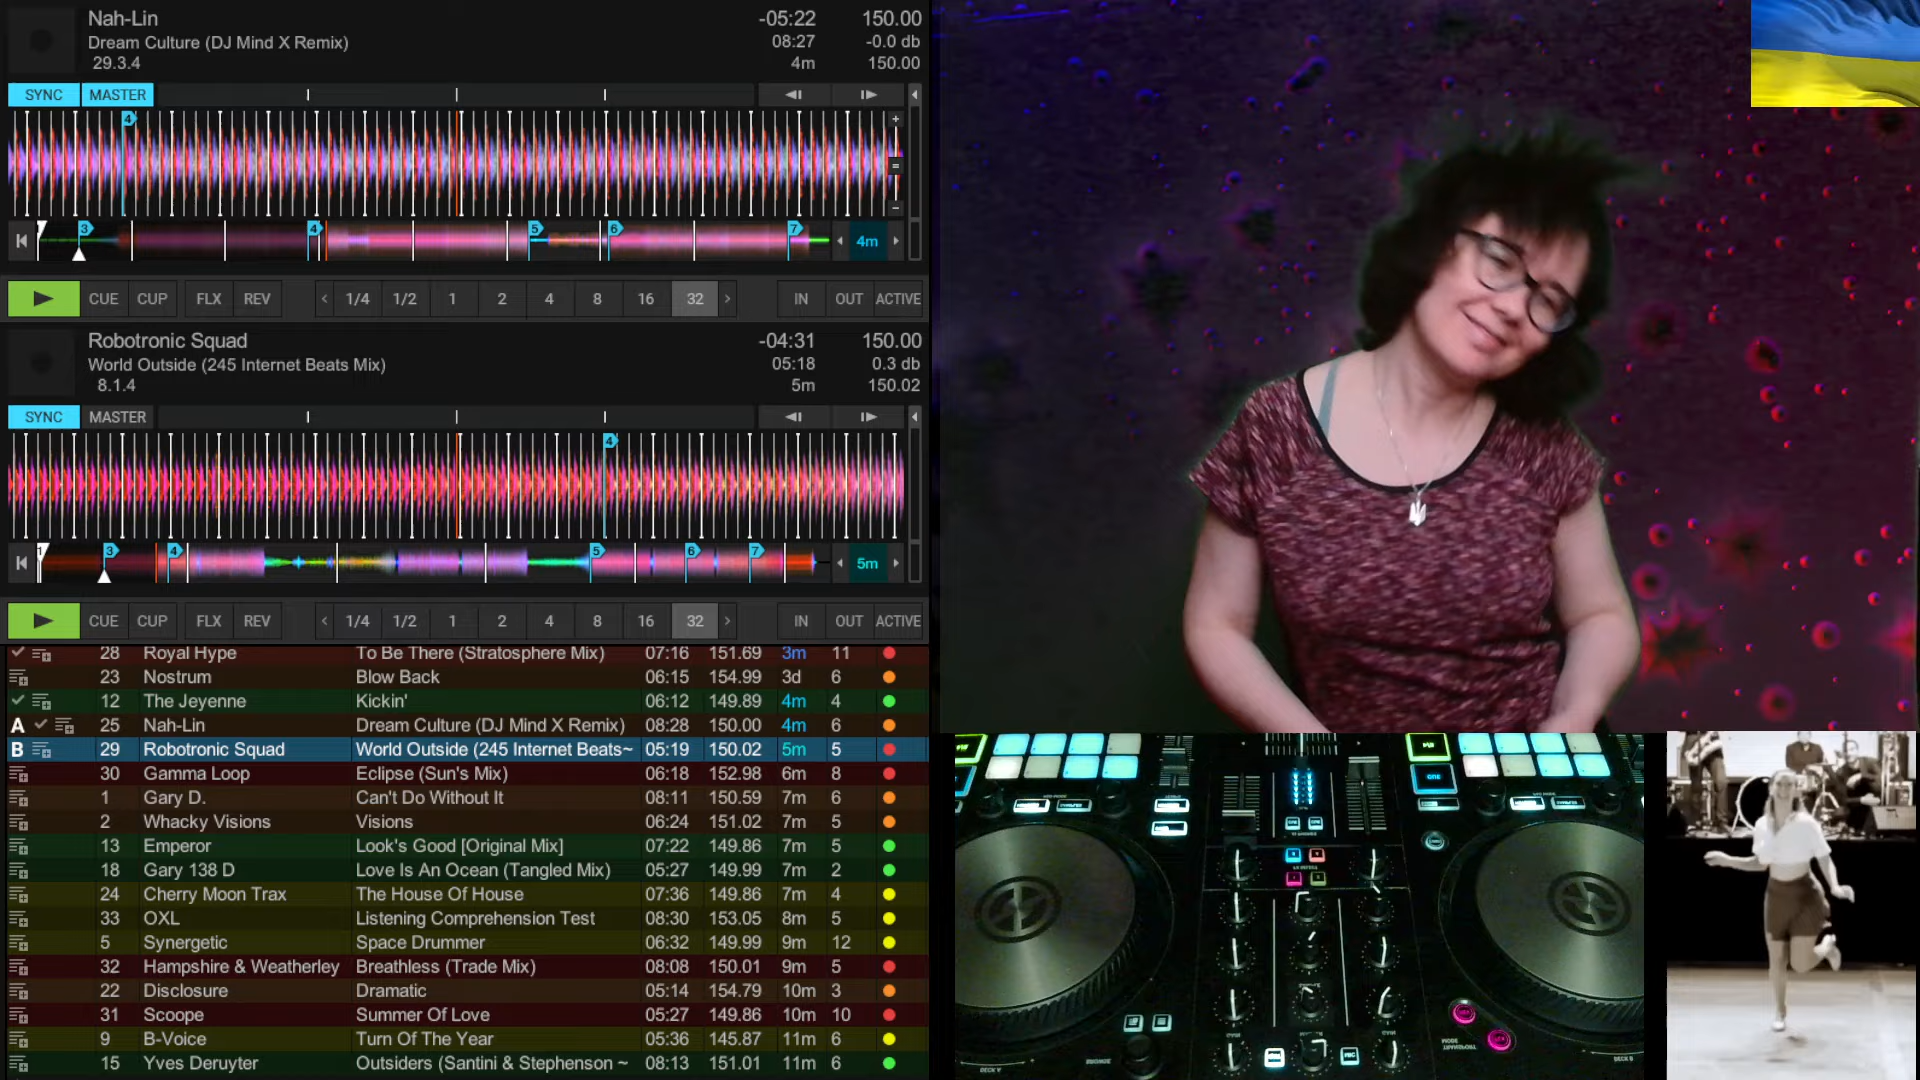 Nah-Lin -05:22 150.00
Dream Culture (DJ Mind X Remix) 08:27 -0.0 db
29.3.4 4m 150.00
SYNC MASTER
4
3 4 5 6 7 4m
CUE CUP FLX REV 1/4 1/2 1 2 4 8 16 32 IN OUT ACTIVE
Robotronic Squad -04:31 150.00
World Outside (245 Internet Beats Mix) 05:18 0.3 db
8.1.4 5m 150.02
SYNC MASTER
4
1 3 4 5 6 7 5m
CUE CUP FLX REV 1/4 1/2 1 2 4 8 16 32 IN OUT ACTIVE
28 Royal Hype To Be There (Stratosphere Mix) 07:16 151.69 3m 11
23 Nostrum Blow Back 06:15 154.99 3d 6
12 The Jeyenne Kickin' 06:12 149.89 4m 4
A 25 Nah-Lin Dream Culture (DJ Mind X Remix) 08:28 150.00 4m 6
B 29 Robotronic Squad World Outside (245 Internet Beats~ 05:19 150.02 5m 5
30 Gamma Loop Eclipse (Sun's Mix) 06:18 152.98 6m 8
1 Gary D. Can't Do Without It 08:11 150.59 7m 6
2 Whacky Visions Visions 06:24 151.02 7m 5
13 Emperor Look's Good [Original Mix] 07:22 149.86 7m 5
18 Gary 138 D Love Is An Ocean (Tangled Mix) 05:27 149.99 7m 2
24 Cherry Moon Trax The House Of House 07:36 149.86 7m 4
33 OXL Listening Comprehension Test 08:30 153.05 8m 5
5 Synergetic Space Drummer 06:32 149.99 9m 12
32 Hampshire & Weatherley Breathless (Trade Mix) 08:08 150.01 9m 5
22 Disclosure Dramatic 05:14 154.79 10m 3
31 Scoope Summer Of Love 05:27 149.86 10m 10
9 B-Voice Turn Of The Year 05:36 145.87 11m 6
15 Yves Deruyter Outsiders (Santini & Stephenson ~ 08:13 151.01 11m 6